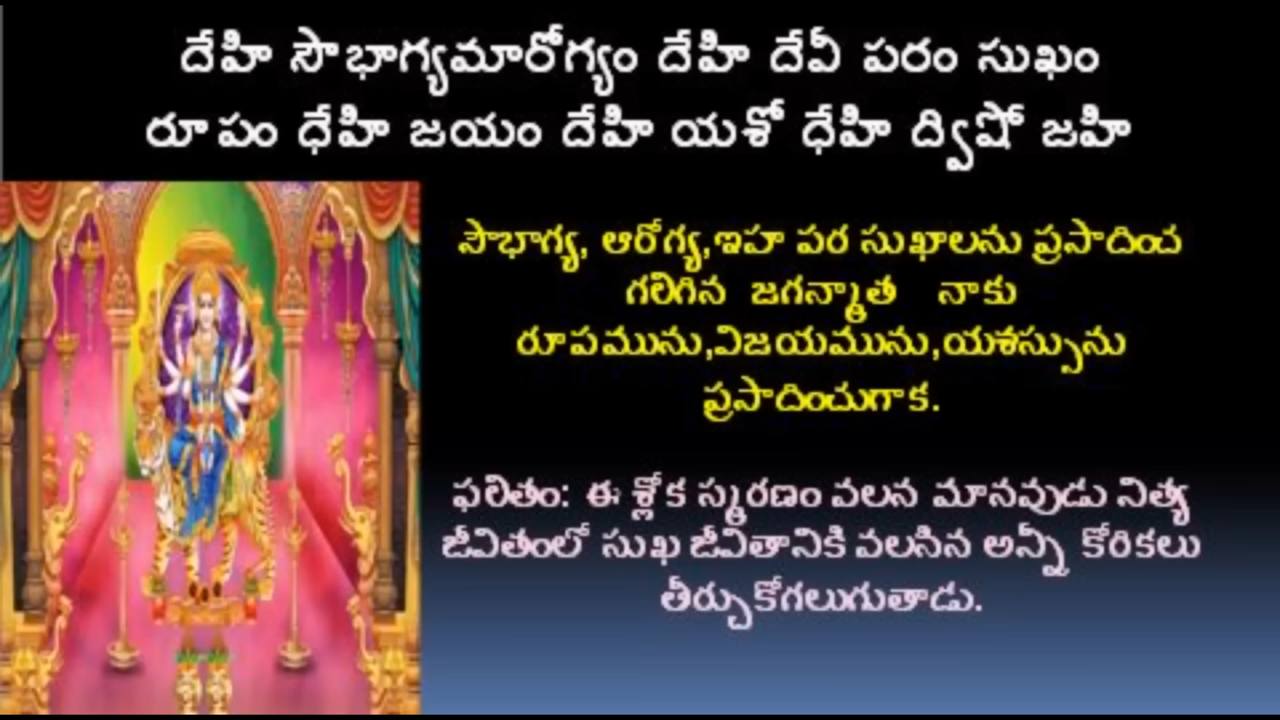 దేహి సౌభాగ్యమారోగ్యం దేహి దేవీ పరం సుఖం
రూపం ధేహి జయం దేహి యశో ధేహి ద్విషో జహి
సౌభాగ్య, ఆరోగ్య,ఇహ పర సుఖాలను ప్రసాదించ
గలిగిన జగన్మాత నాకు
రూపమును,విజయమును,యశస్సును
ప్రసాదించుగాక.
ఫలితం: ఈ శ్లోక స్మరణం వలన మానవుడు నిత్య
జీవితంలో సుఖ జీవితానికి వలసిన అన్నీ కోరికలు
తీర్చుకోగలుగుతాడు.